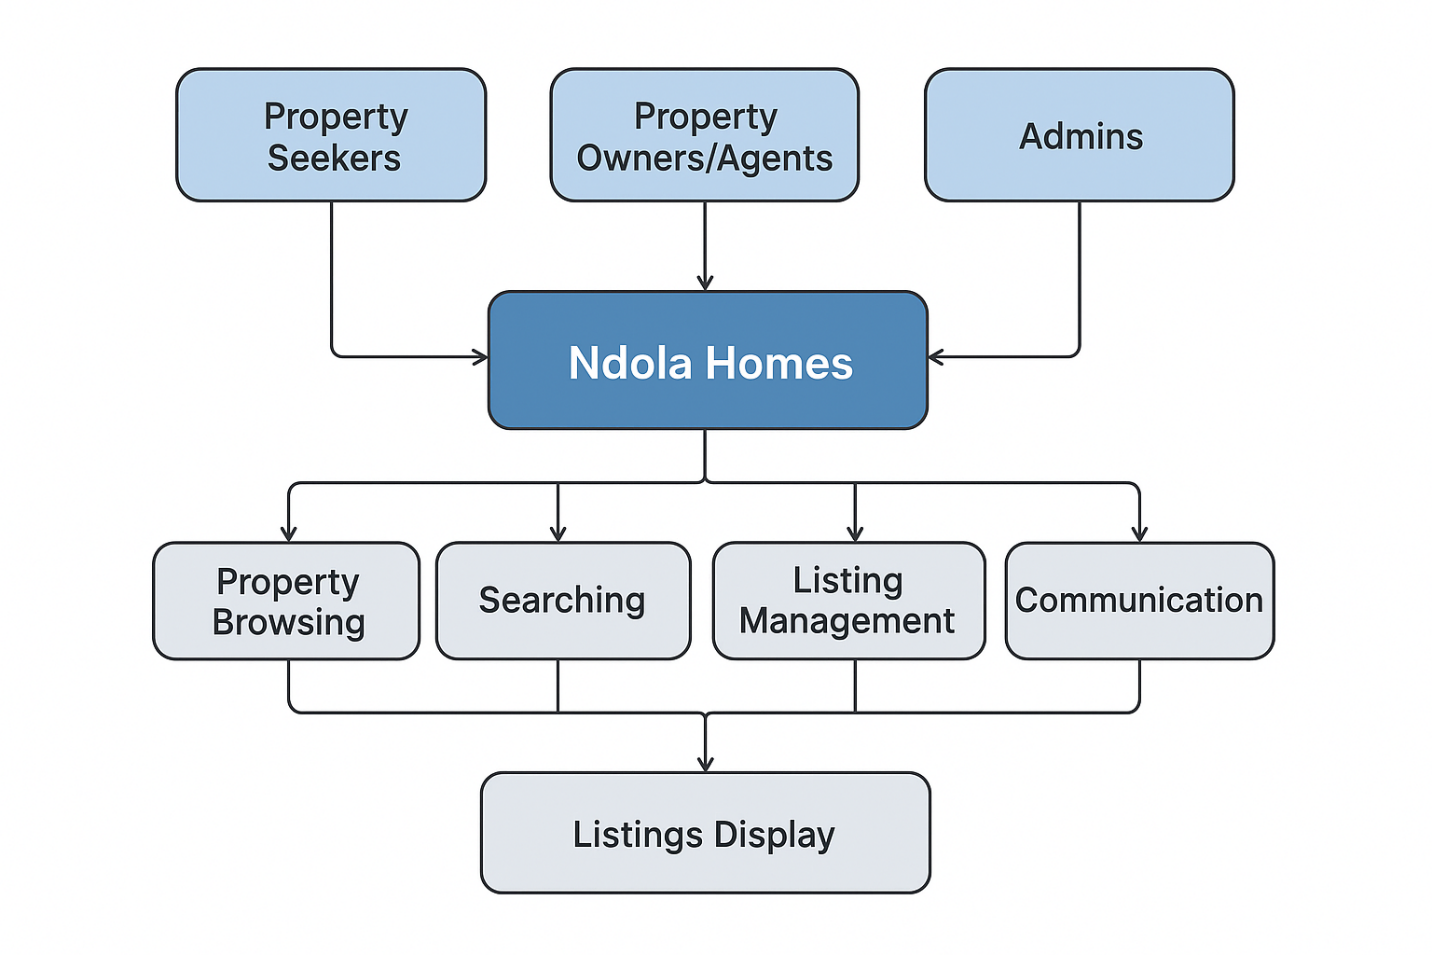 Property
Seekers
Property
Owners/Agents
Admins
Ndola Homes
Property
Browsing
Searching
Listing
Management
Communication
Listings Display